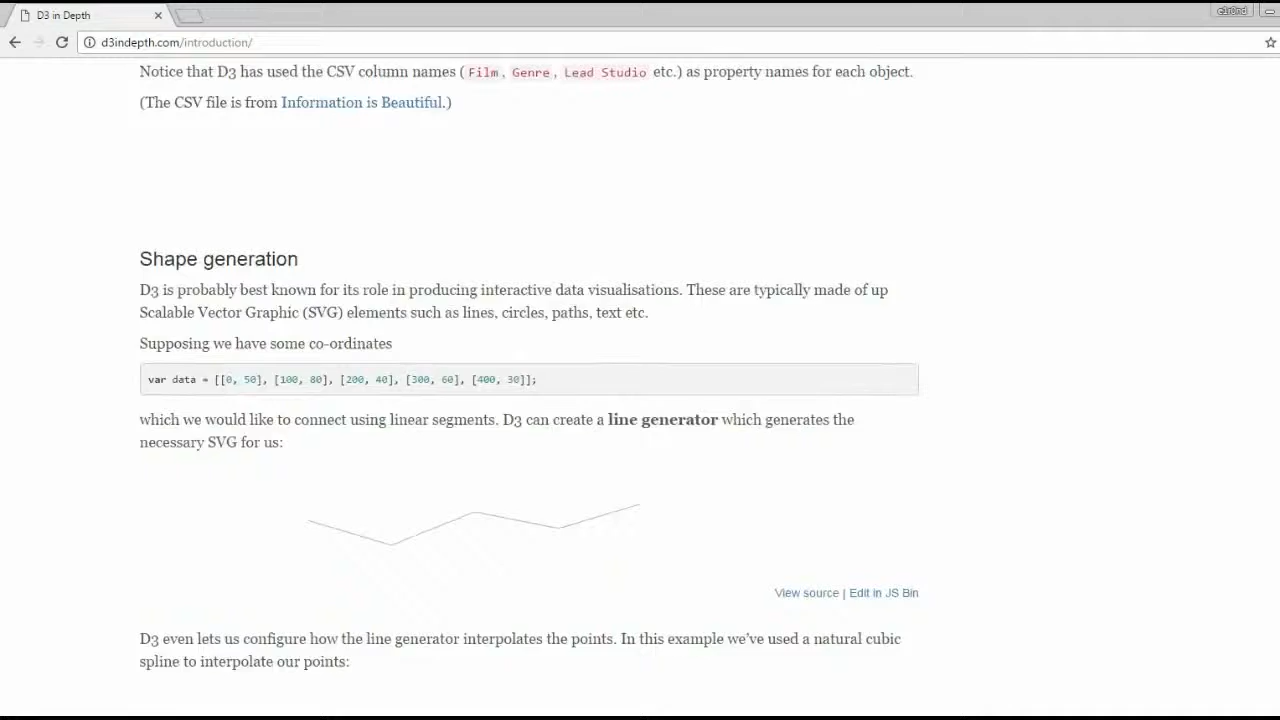 D3 in Depth
e1r0nd
d3indepth.com/introduction/
Notice that D3 has used the CSV column names ( Film , Genre , Lead Studio etc.) as property names for each object.
(The CSV file is from Information is Beautiful.)
Shape generation
D3 is probably best known for its role in producing interactive data visualisations. These are typically made of up
Scalable Vector Graphic (SVG) elements such as lines, circles, paths, text etc.
Supposing we have some co-ordinates
var data = [[0, 50], [100, 80], [200, 40], [300, 60], [400, 30]];
which we would like to connect using linear segments. D3 can create a line generator which generates the
necessary SVG for us:
View source | Edit in JS Bin
D3 even lets us configure how the line generator interpolates the points. In this example we've used a natural cubic
spline to interpolate our points: